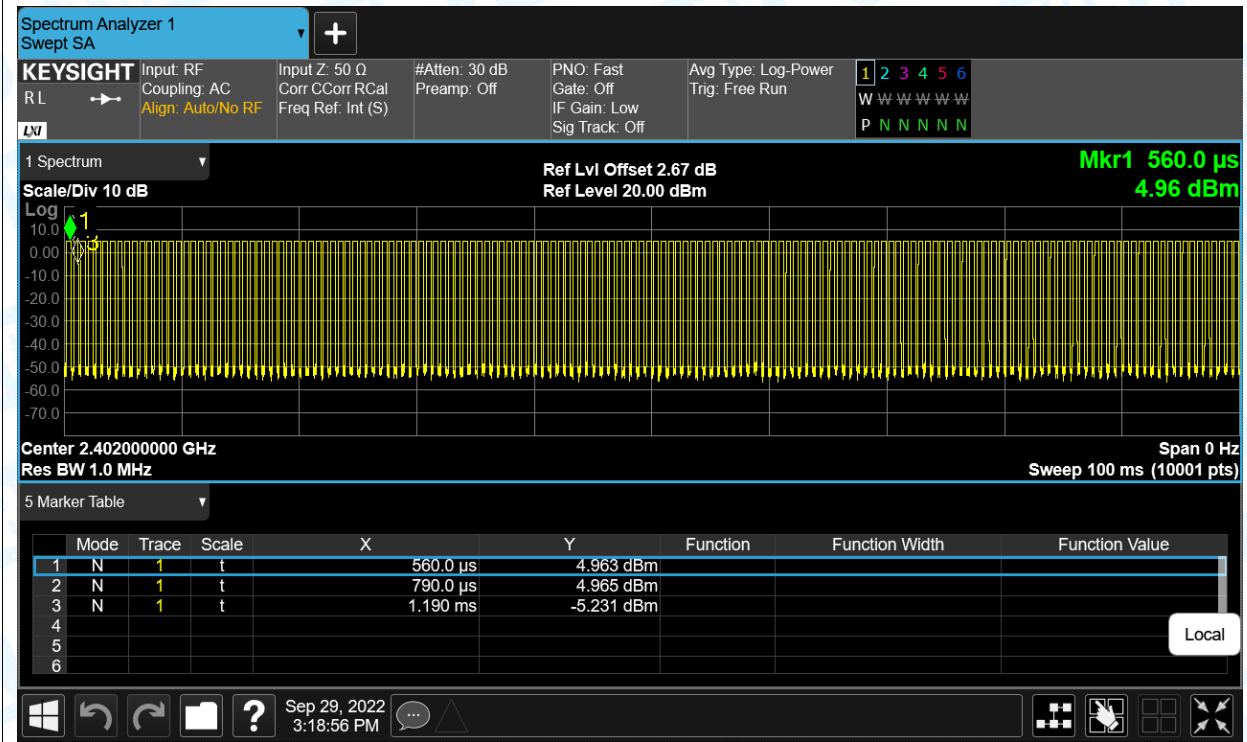 Spectrum Analyzer 1
Swept SA
KEYSIGHT
R L
LXI
Input: RF
Coupling: AC
Align: Auto/No RF
Input Z: 50 Ω
Corr CCorr RCal
Freq Ref: Int (S)
#Atten: 30 dB
Preamp: Off
PNO: Fast
Gate: Off
IF Gain: Low
Sig Track: Off
Avg Type: Log-Power
Trig: Free Run
1 2 3 4 5 6
W W W W W W
P N N N N N
1 Spectrum
Scale/Div 10 dB
Ref Lvl Offset 2.67 dB
Ref Level 20.00 dBm
Mkr1 560.0 µs
4.96 dBm
Log
1
3
10.0
0.00
-10.0
-20.0
-30.0
-40.0
-50.0
-60.0
-70.0
Center 2.402000000 GHz
Span 0 Hz
Res BW 1.0 MHz
Sweep 100 ms (10001 pts)
5 Marker Table
Mode Trace Scale X Y Function Function Width Function Value
1 N 1 t 560.0 µs 4.963 dBm
2 N 1 t 790.0 µs 4.965 dBm
3 N 1 t 1.190 ms -5.231 dBm
4
5
6
Local
?
Sep 29, 2022
3:18:56 PM